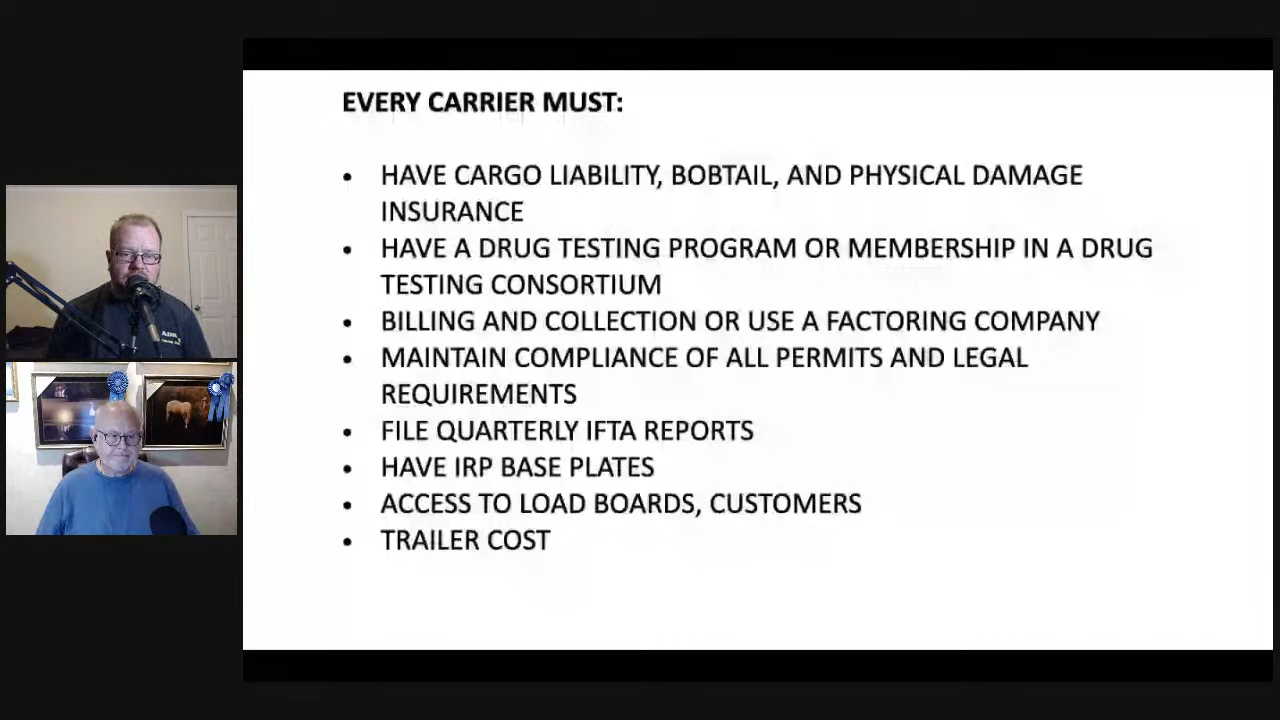 EVERY CARRIER MUST:
• HAVE CARGO LIABILITY, BOBTAIL, AND PHYSICAL DAMAGE
INSURANCE
• HAVE A DRUG TESTING PROGRAM OR MEMBERSHIP IN A DRUG
TESTING CONSORTIUM
• BILLING AND COLLECTION OR USE A FACTORING COMPANY
• MAINTAIN COMPLIANCE OF ALL PERMITS AND LEGAL
REQUIREMENTS
• FILE QUARTERLY IFTA REPORTS
• HAVE IRP BASE PLATES
• ACCESS TO LOAD BOARDS, CUSTOMERS
• TRAILER COST